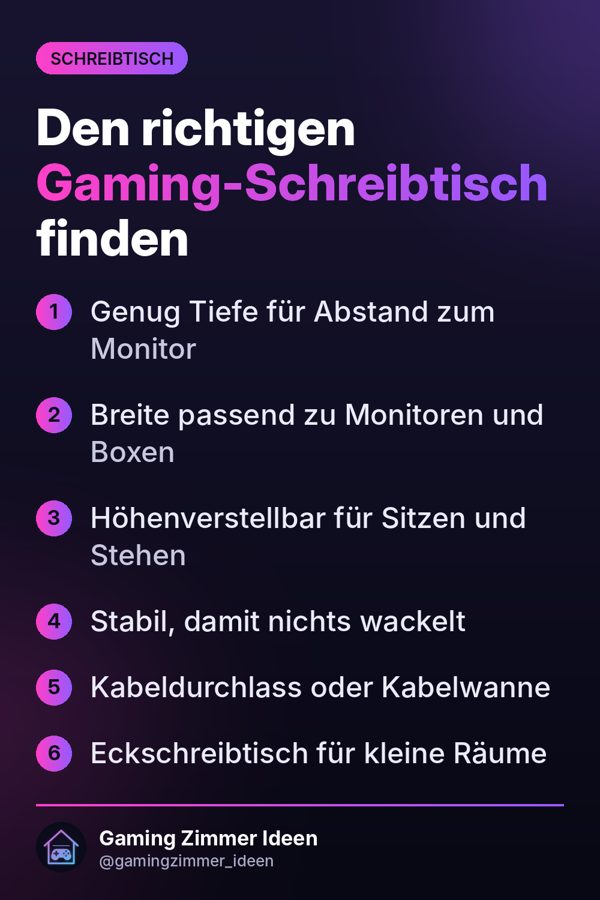 SCHREIBTISCH
Den richtigen
Gaming-Schreibtisch
finden
1 Genug Tiefe für Abstand zum
Monitor
2 Breite passend zu Monitoren und
Boxen
3 Höhenverstellbar für Sitzen und
Stehen
4 Stabil, damit nichts wackelt
5 Kabeldurchlass oder Kabelwanne
6 Eckschreibtisch für kleine Räume
Gaming Zimmer Ideen
@gamingzimmer_ideen